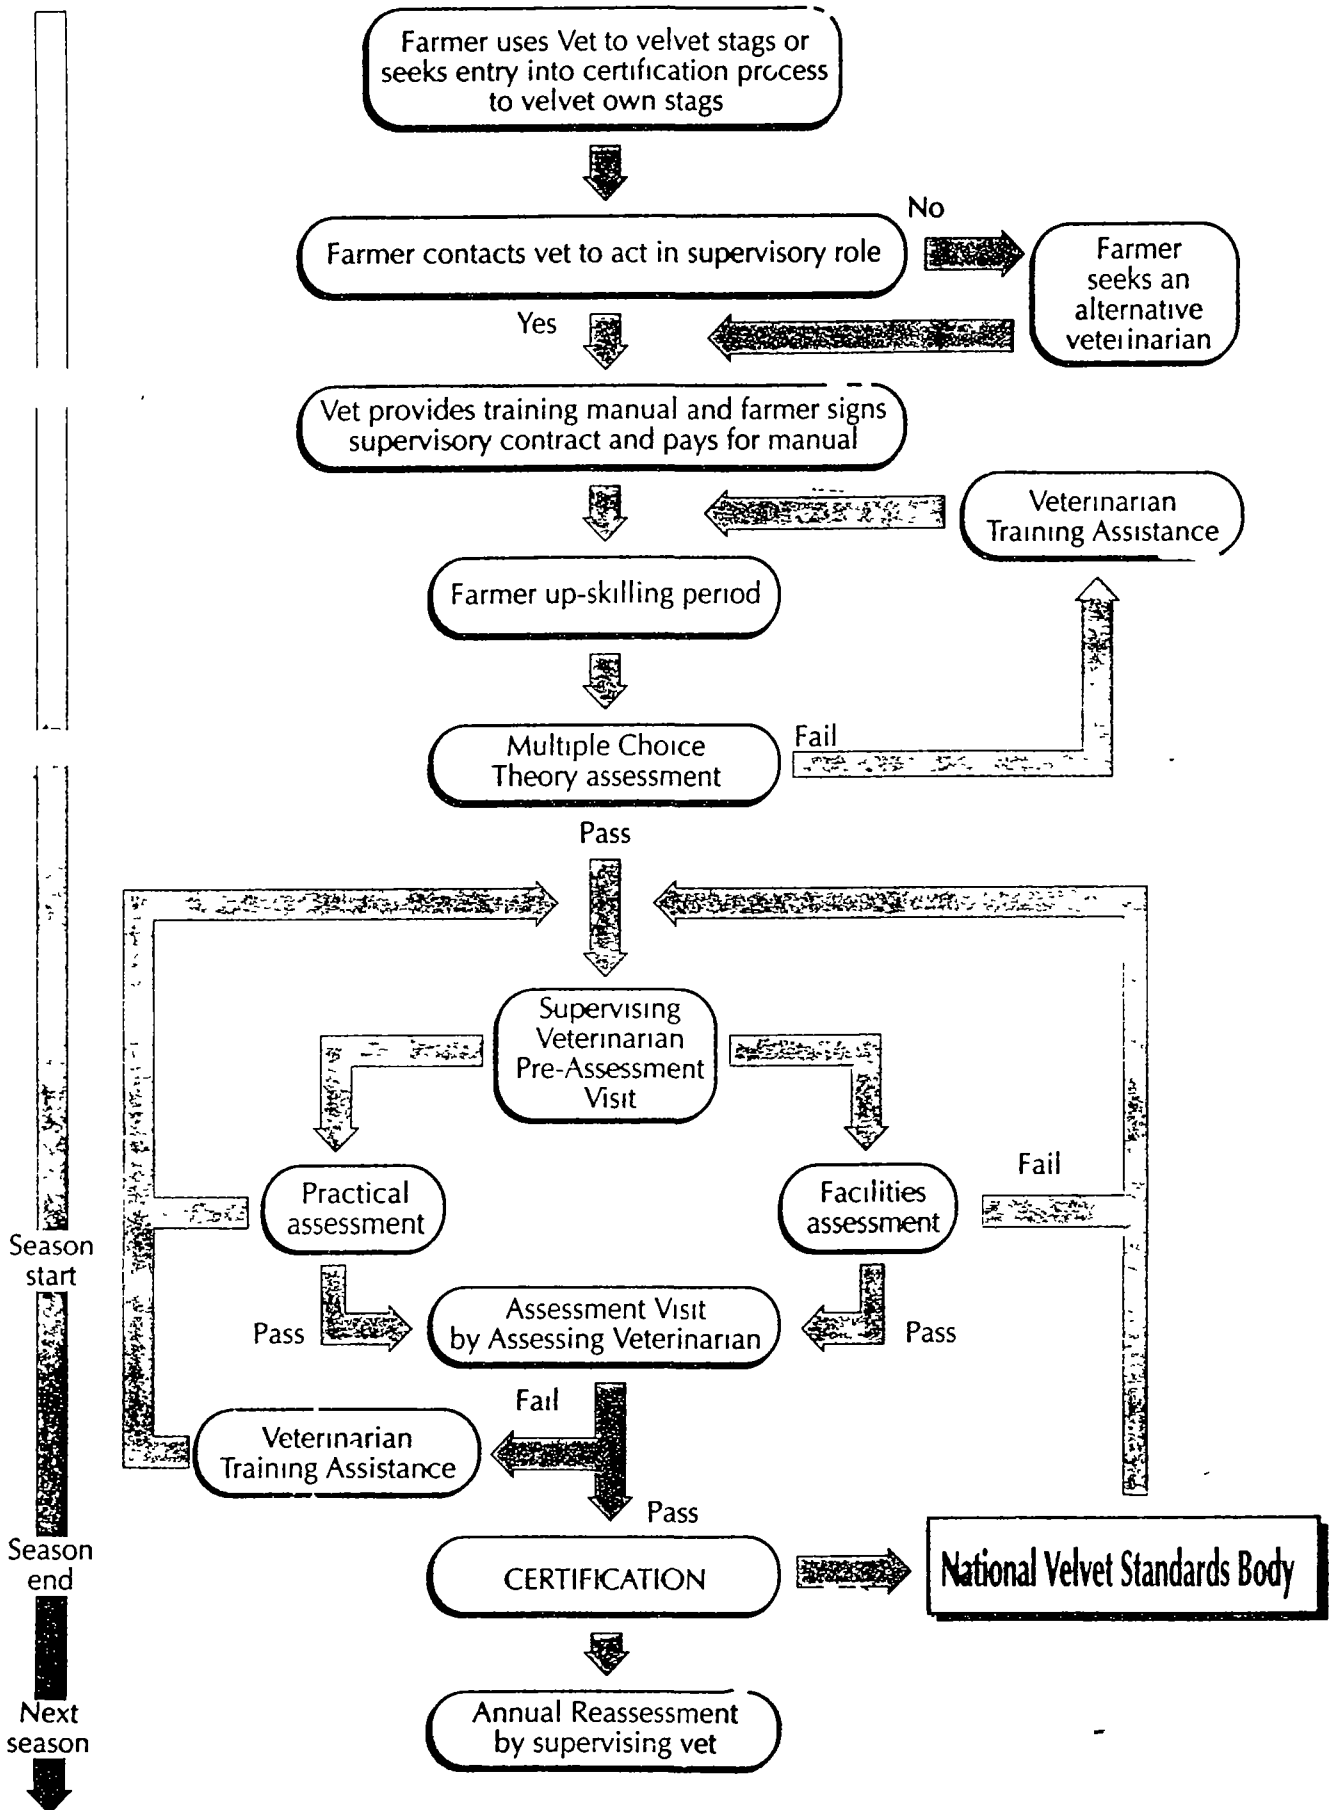 Farmer uses Vet to velvet stags or
seeks entry into certification process
to velvet own stags
No
Farmer contacts vet to act in supervisory role
Farmer
seeks an
alternative
veterinarian
Yes
Vet provides training manual and farmer signs
supervisory contract and pays for manual
Veterinarian
Training Assistance
Farmer up-skilling period
Multiple Choice
Theory assessment
Fail
Pass
Supervising
Veterinarian
Pre-Assessment
Visit
Practical
assessment
Facilities
assessment
Fail
Season
start
Pass
Assessment Visit
by Assessing Veterinarian
Pass
Fail
Veterinarian
Training Assistance
Pass
Season
end
CERTIFICATION
National Velvet Standards Body
Next
season
Annual Reassessment
by supervising vet